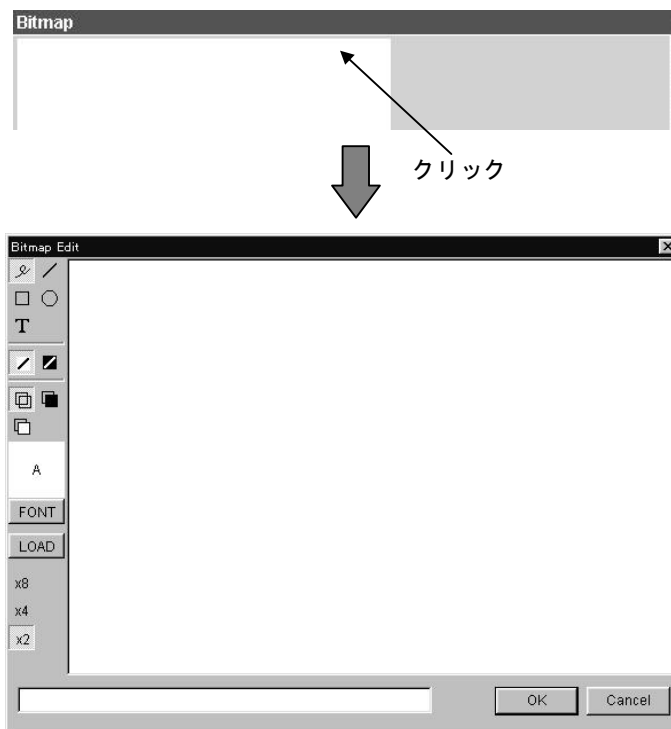 Bitmap
クリック
Bitmap Edit
T
A
FONT
LOAD
x8
x4
x2
OK
Cancel